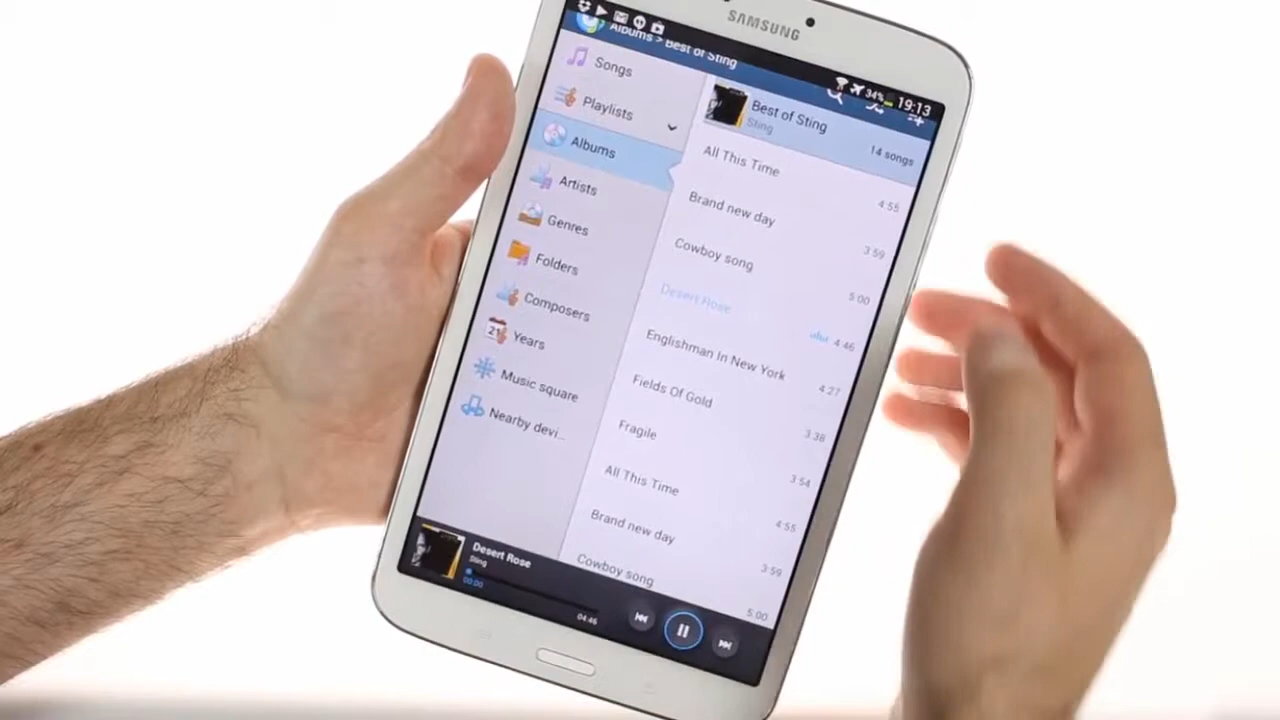 SAMSUNG
34% 19:13
Albums > Best of Sting
Songs
Playlists
Albums
Artists
Genres
Folders
Composers
21
Years
Music square
Nearby devi...
Best of Sting
Sting
14 songs
All This Time
4:55
Brand new day
3:59
Cowboy song
5:00
Desert Rose
4:46
Englishman In New York
4:27
Fields Of Gold
3:38
Fragile
3:54
All This Time
4:55
Brand new day
3:59
Cowboy song
5:00
Desert Rose
Sting
00:00
04:46